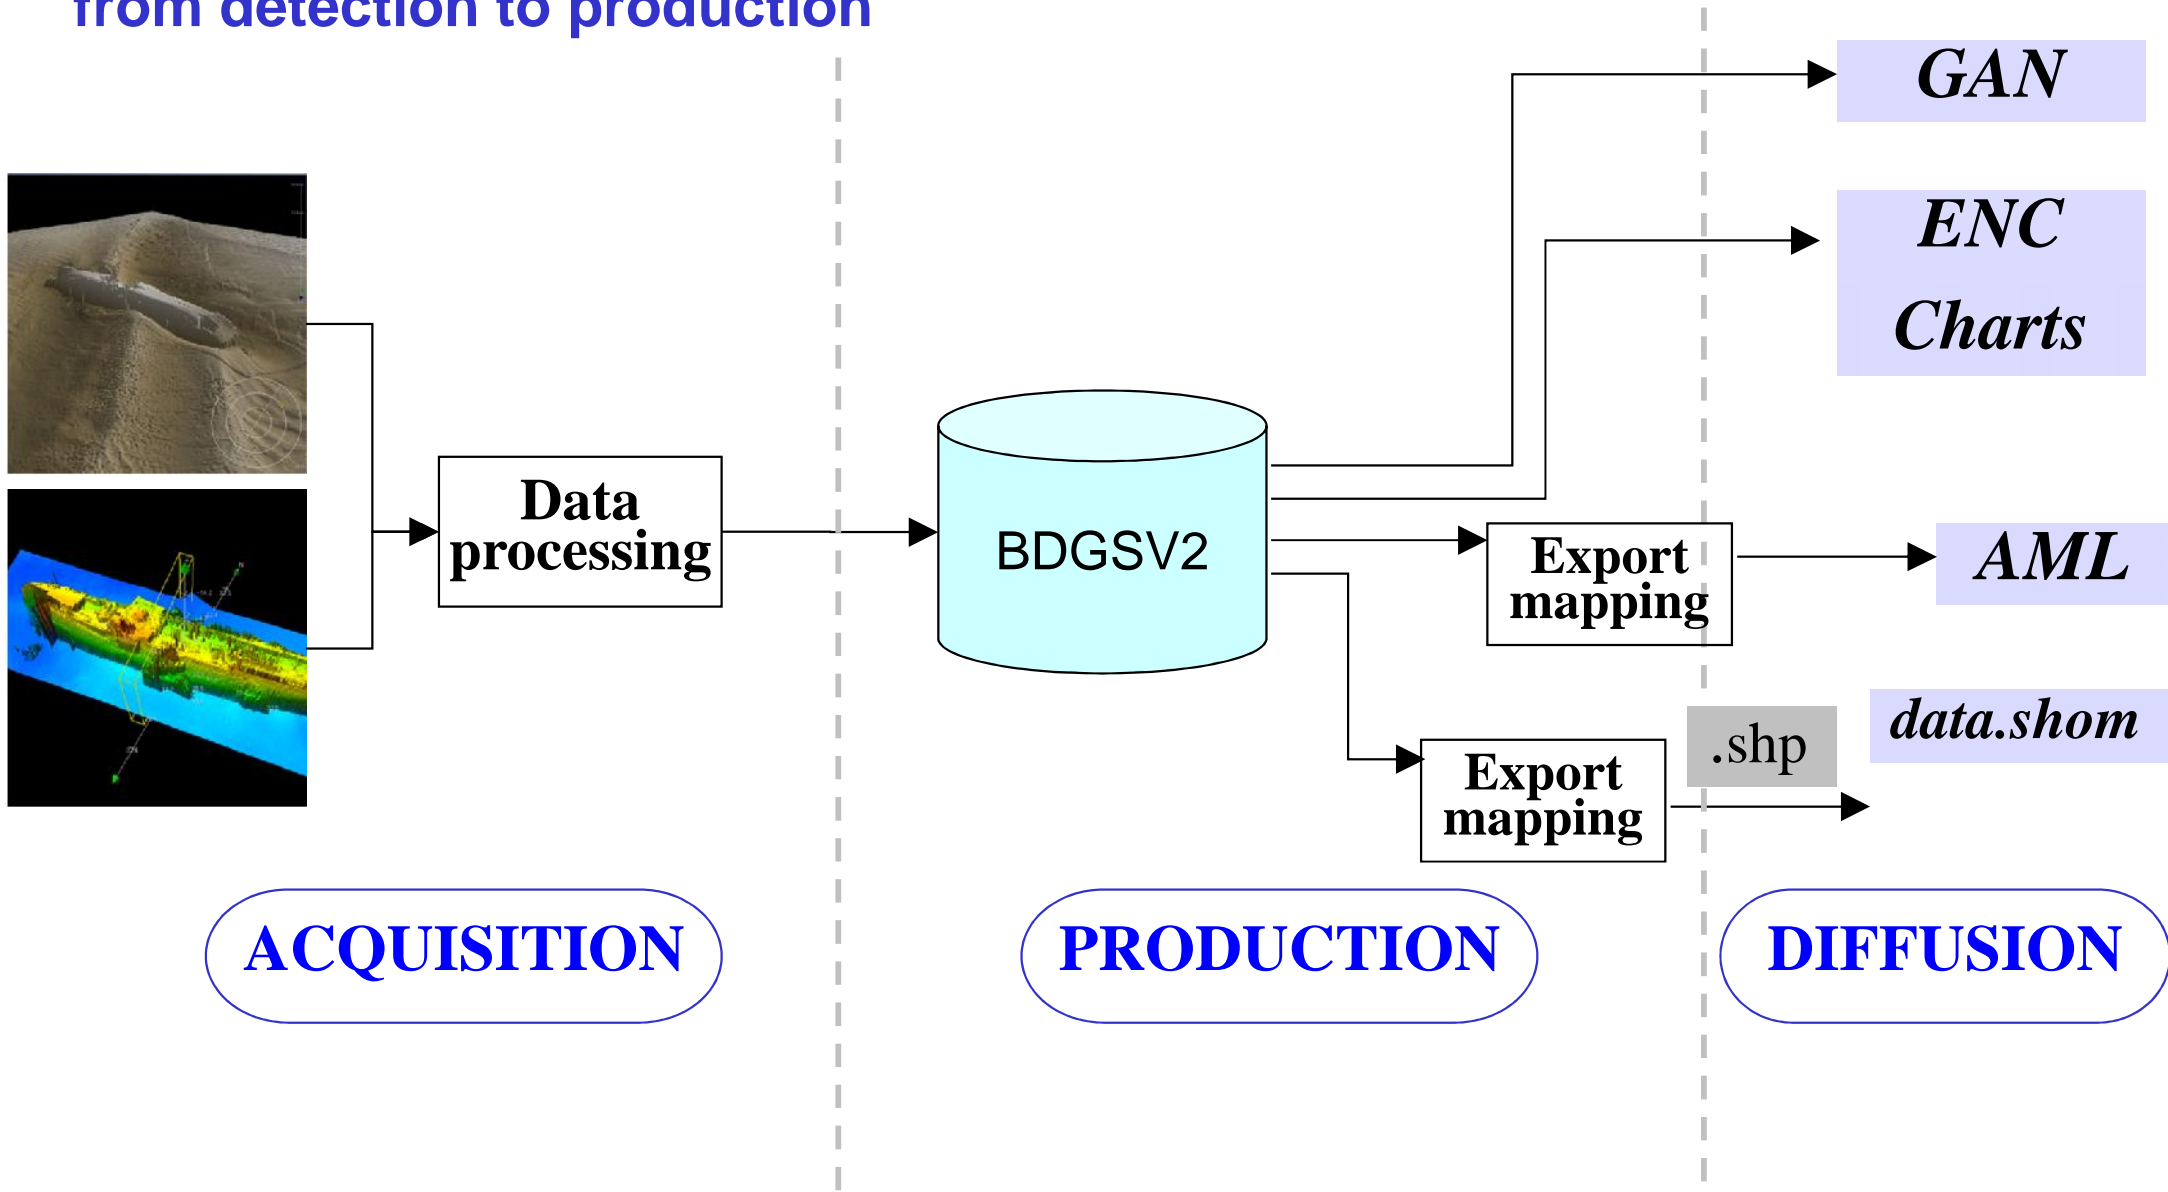 from detection to production
GAN
ENC
Charts
Data
processing
BDGSV2
Export
mapping
AML
.shp
data.shom
Export
mapping
ACQUISITION
PRODUCTION
DIFFUSION